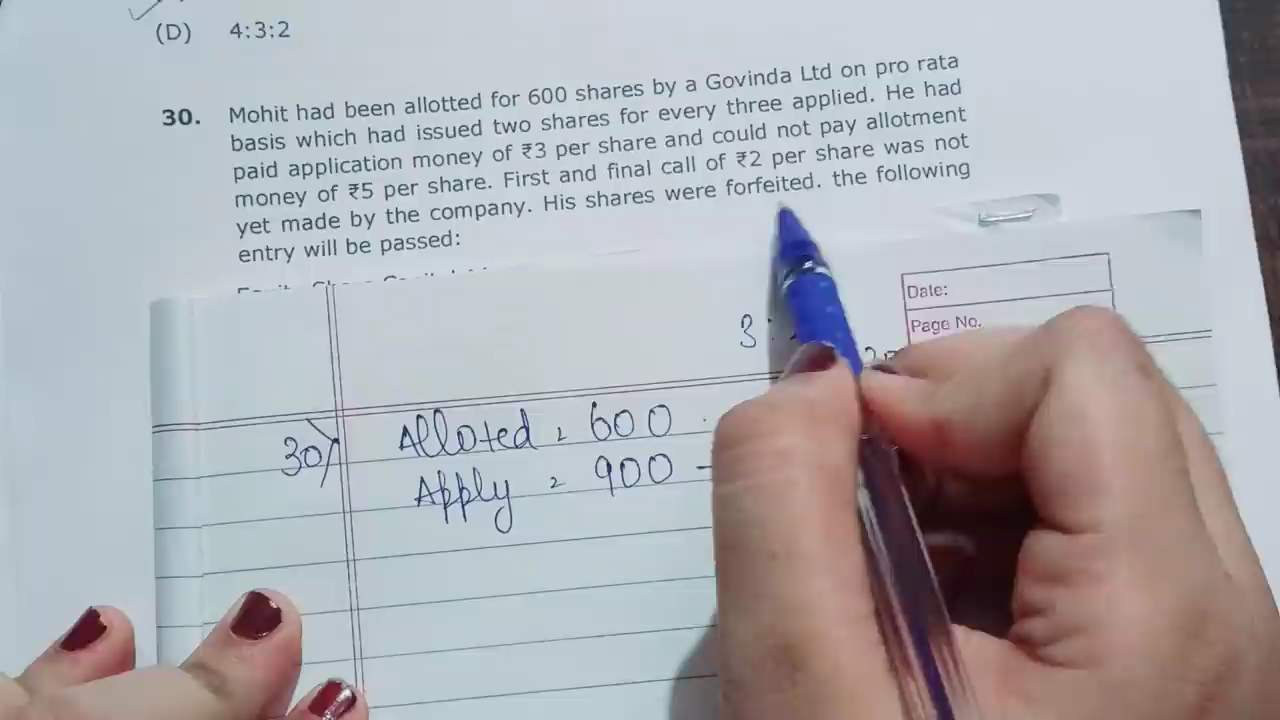 (D) 4:3:2
30. Mohit had been allotted for 600 shares by a Govinda Ltd on pro rata
basis which had issued two shares for every three applied. He had
paid application money of ₹3 per share and could not pay allotment
money of ₹5 per share. First and final call of ₹2 per share was not
yet made by the company. His shares were forfeited. the following
entry will be passed:
Date:
Page No.
3 :
30) Alloted = 600
Apply = 900 -